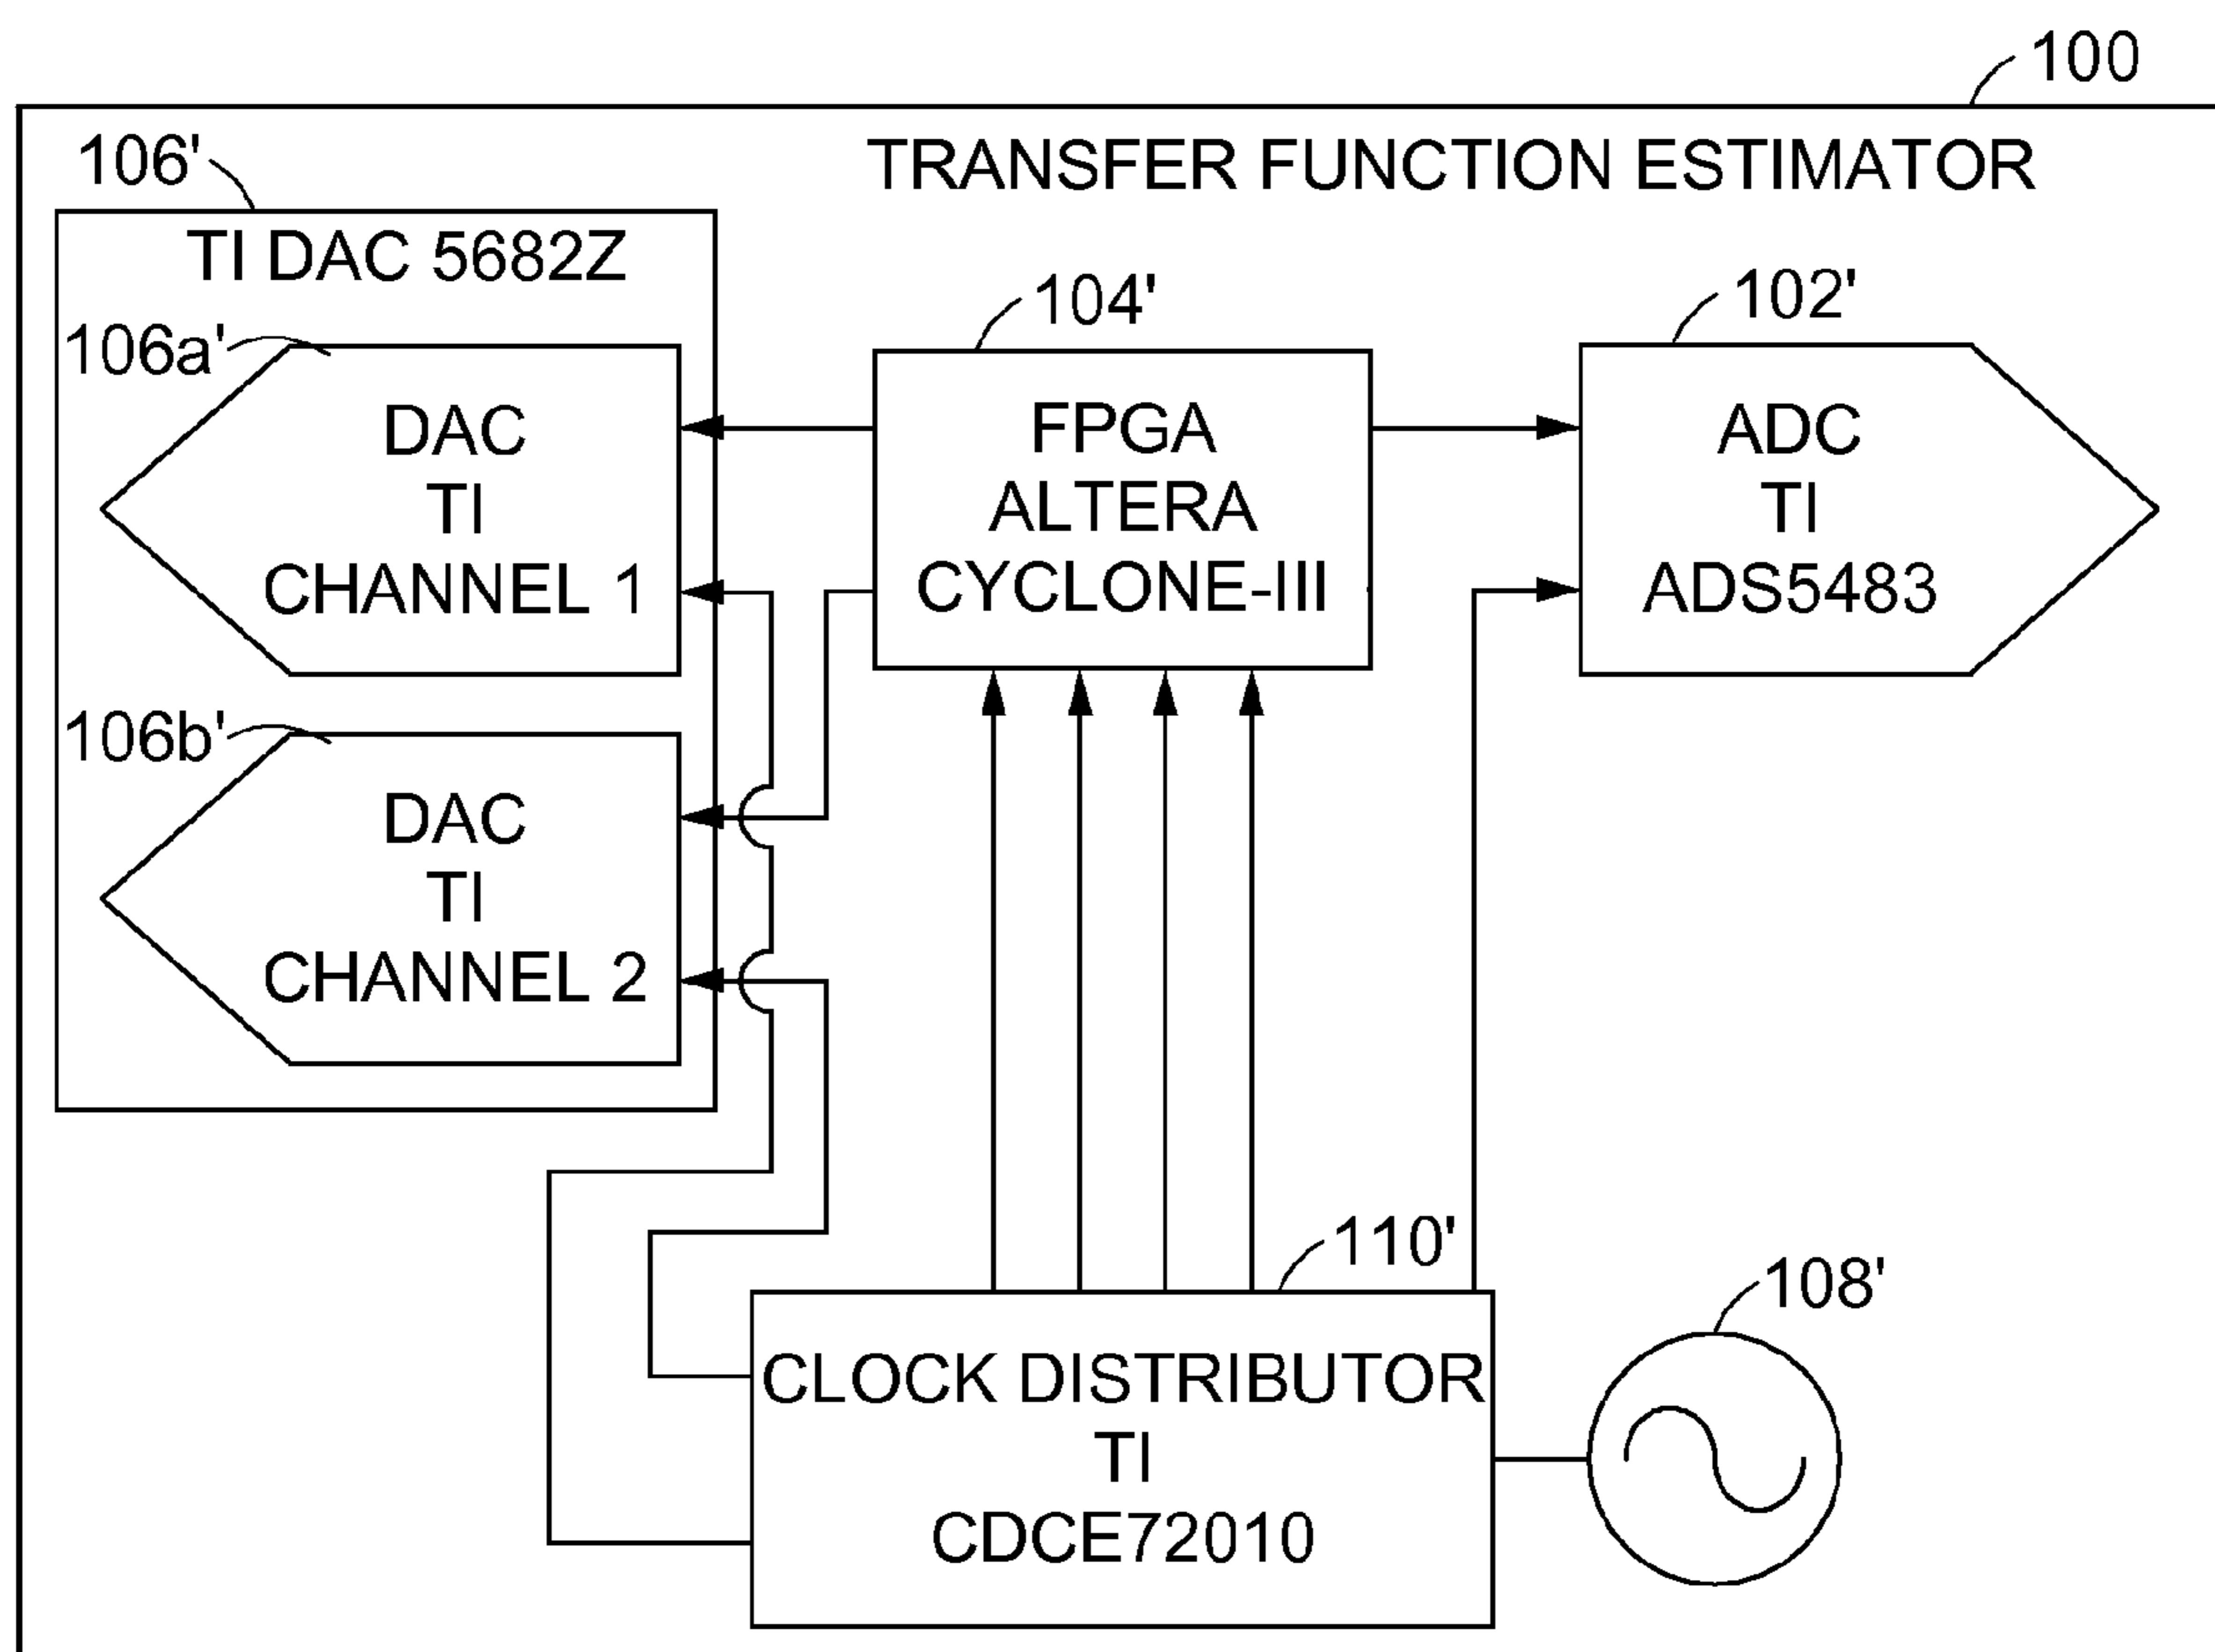 100
TRANSFER FUNCTION ESTIMATOR
106'
TI DAC 5682Z
106a'
DAC
TI
CHANNEL 1
104'
FPGA
ALTERA
CYCLONE-III
102'
ADC
TI
ADS5483
106b'
DAC
TI
CHANNEL 2
110'
CLOCK DISTRIBUTOR
TI
CDCE72010
108'